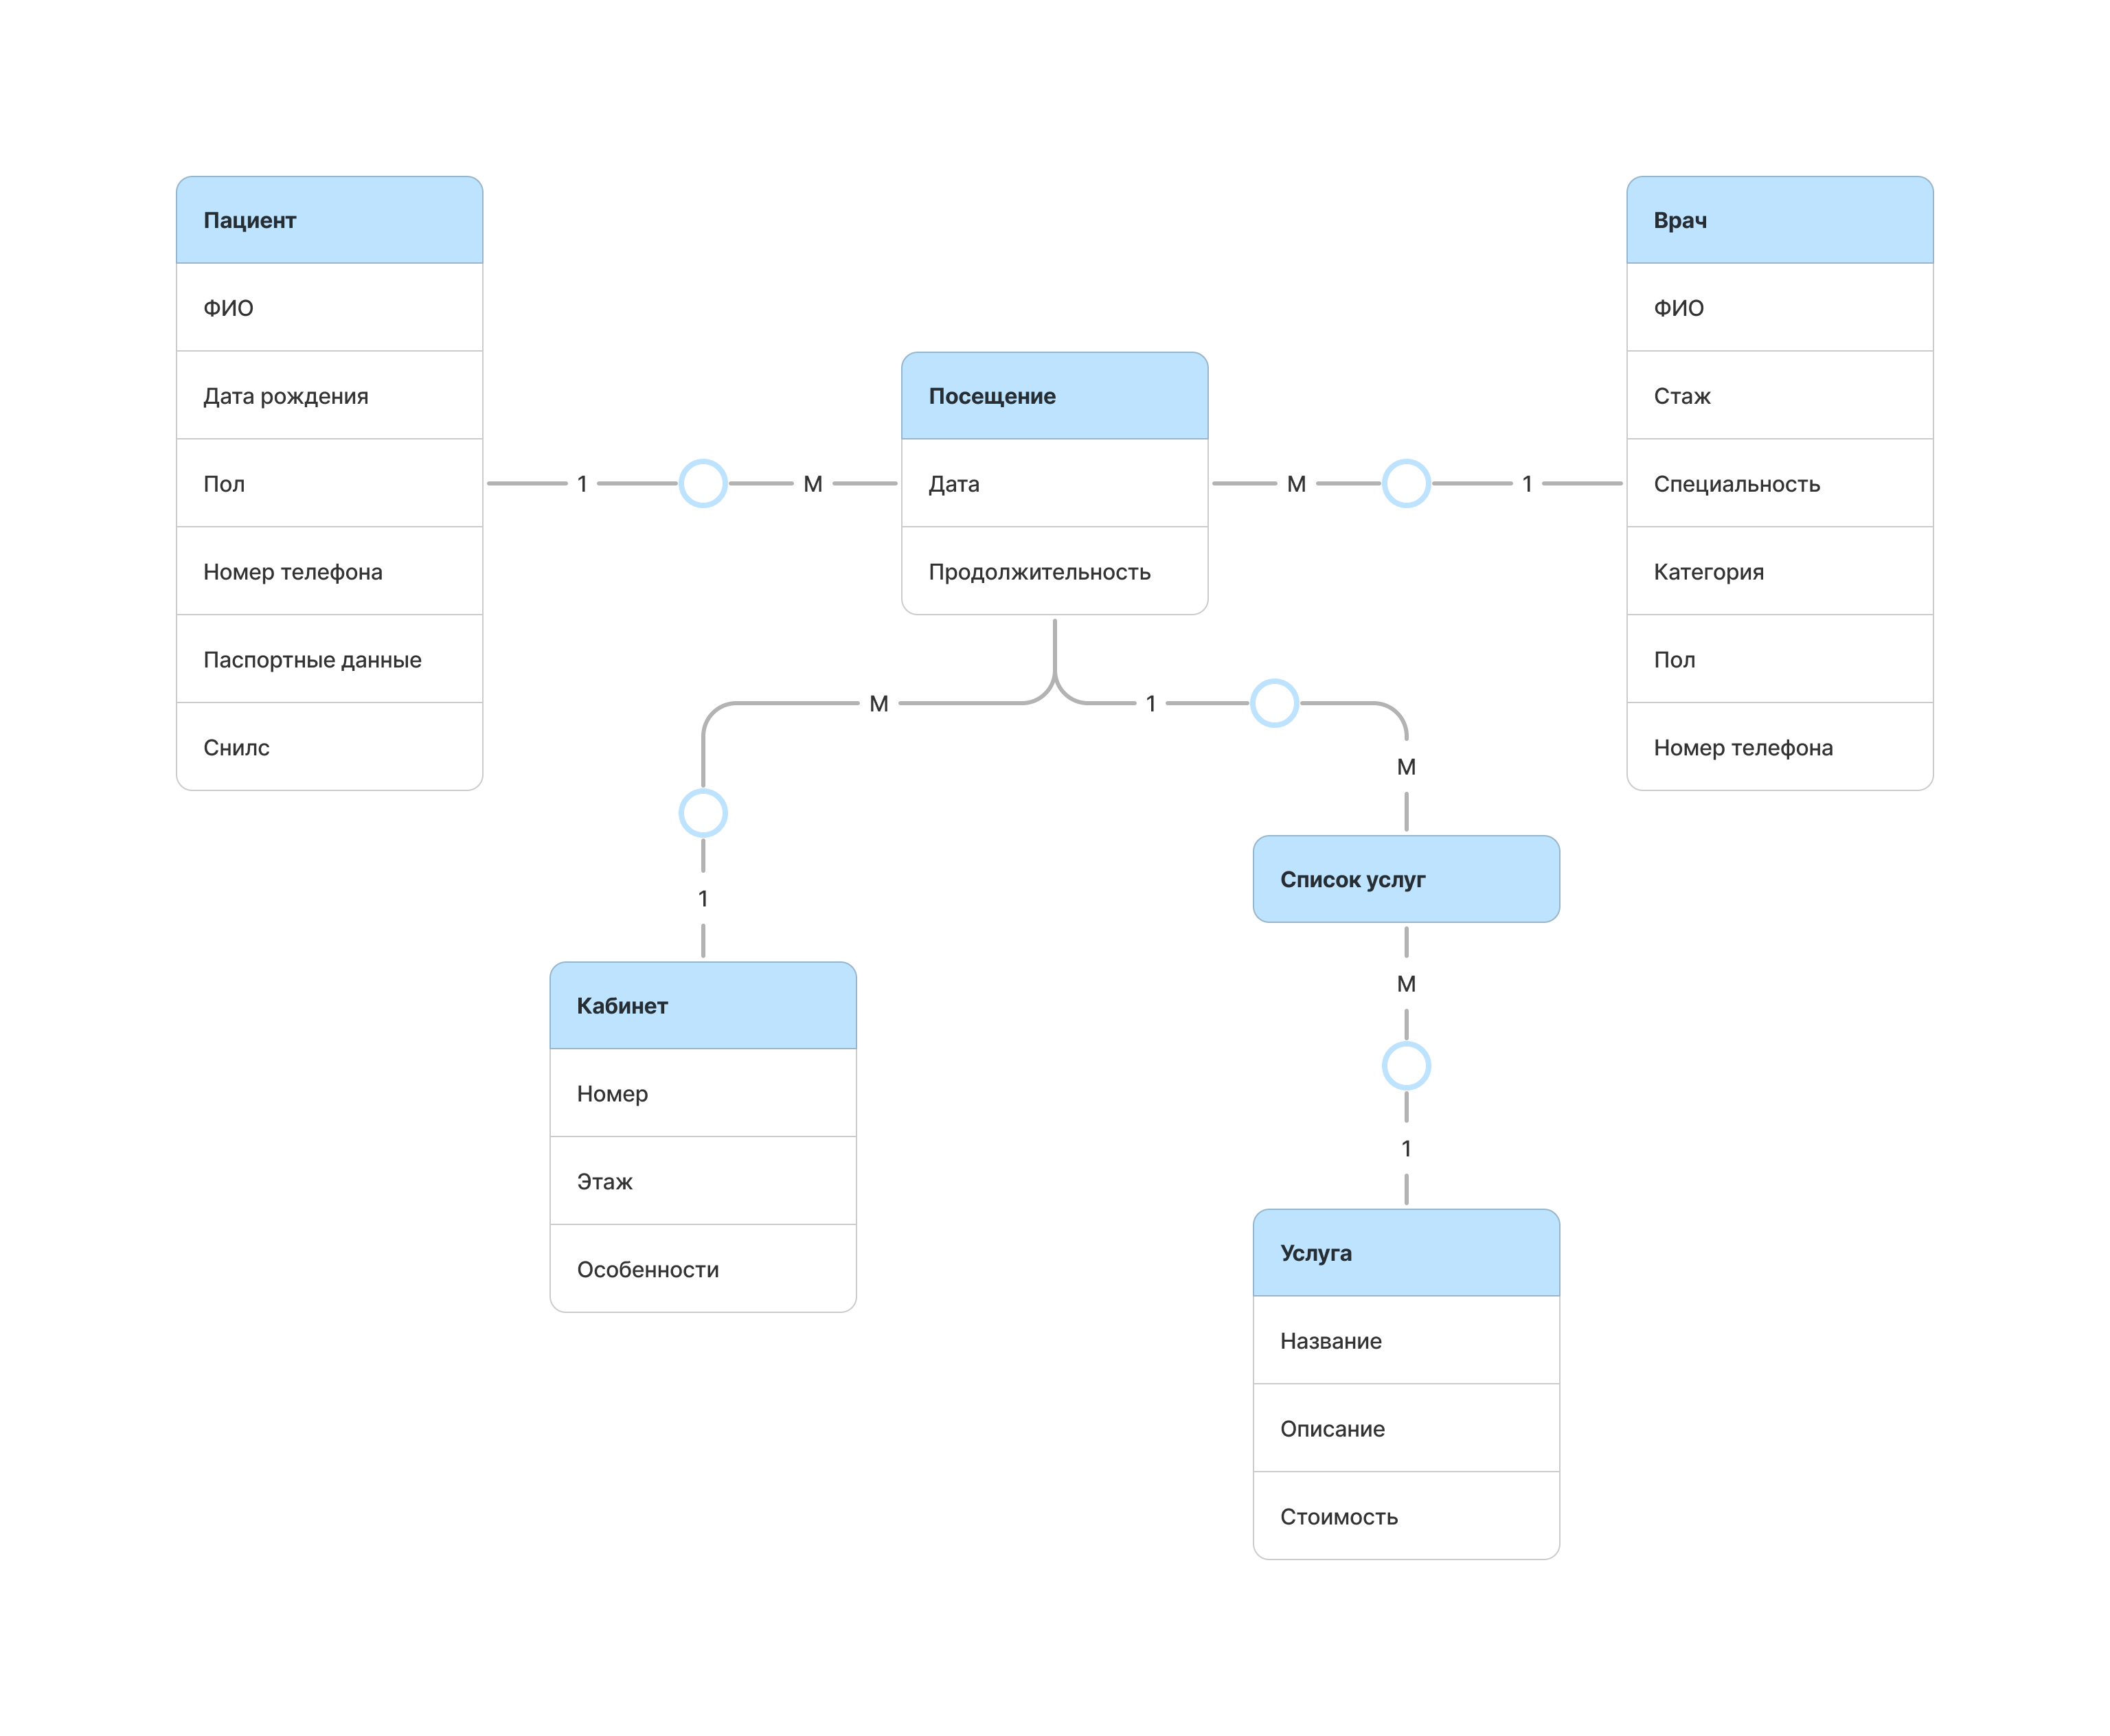 Пациент
ФИО
Дата рождения
Пол
Номер телефона
Паспортные данные
Снилс
1
М
Посещение
Дата
Продолжительность
М
1
Врач
ФИО
Стаж
Специальность
Категория
Пол
Номер телефона
М
1
Кабинет
Номер
Этаж
Особенности
1
М
Список услуг
М
1
Услуга
Название
Описание
Стоимость